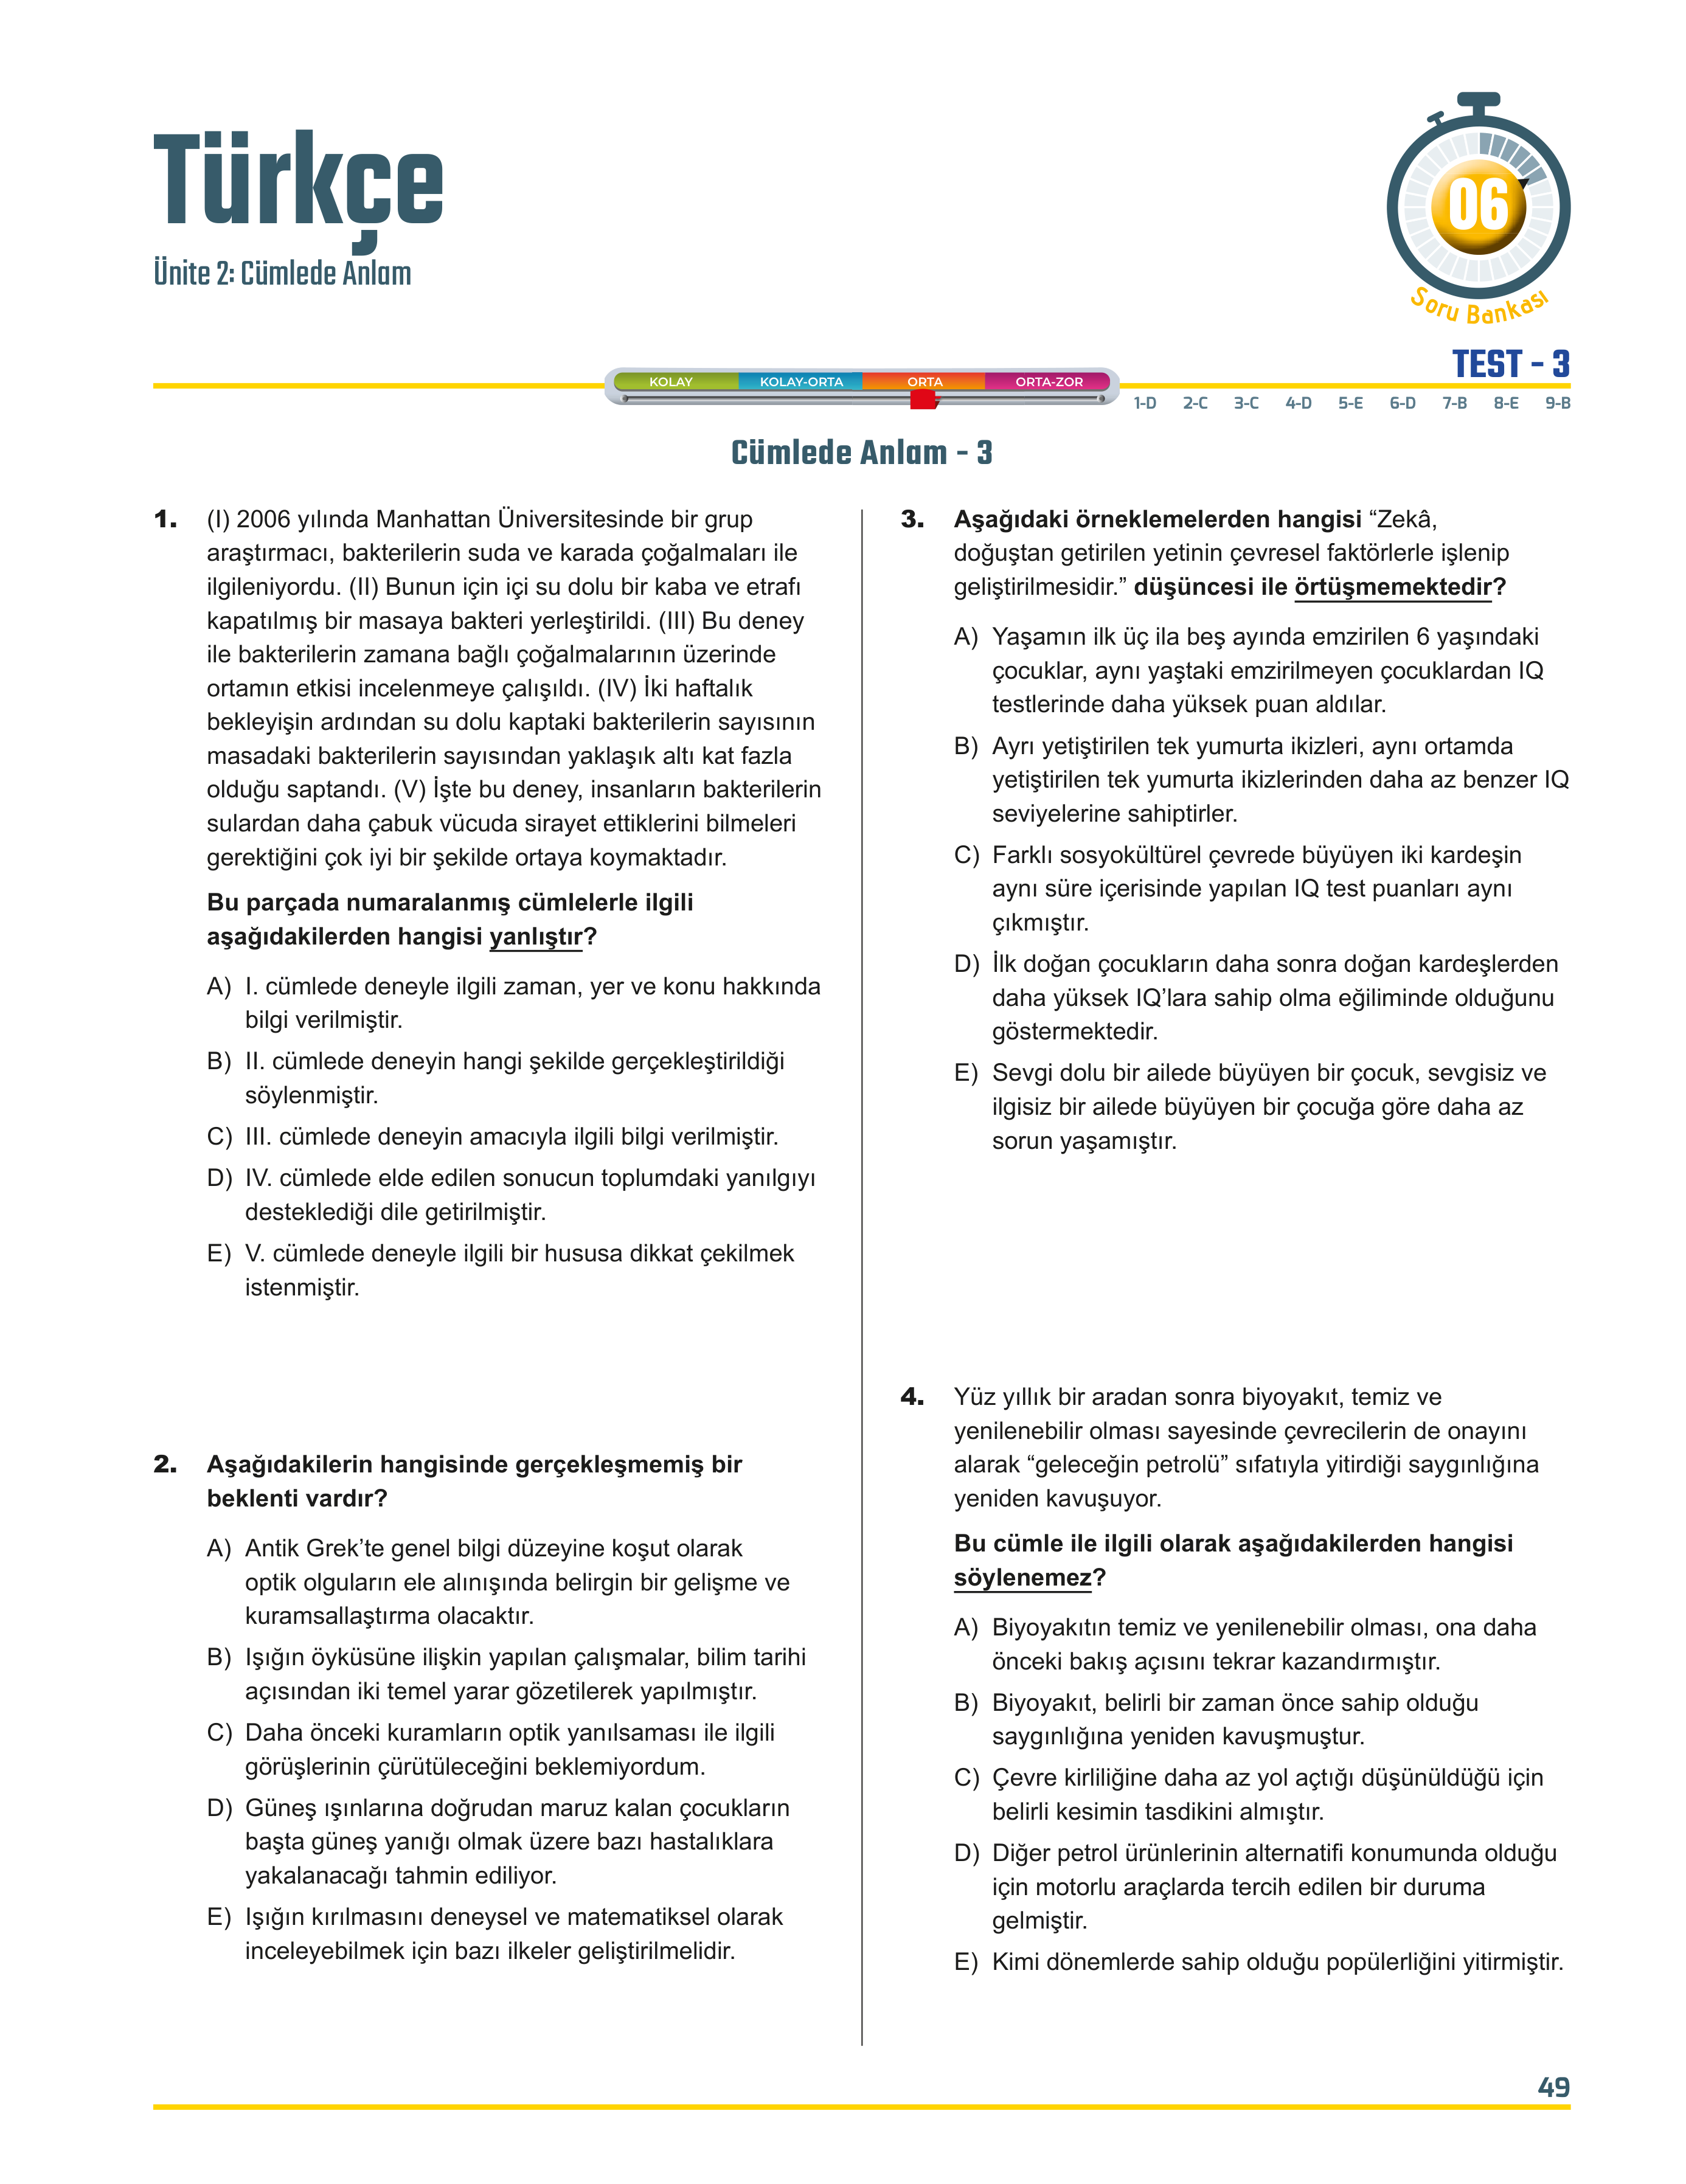 Türkçe
Ünite 2: Cümlede Anlam
06
Soru Bankası
TEST - 3
KOLAY KOLAY-ORTA ORTA ORTA-ZOR
1-D 2-C 3-C 4-D 5-E 6-D 7-B 8-E 9-B
Cümlede Anlam - 3
1. (I) 2006 yılında Manhattan Üniversitesinde bir grup
araştırmacı, bakterilerin suda ve karada çoğalmaları ile
ilgileniyordu. (II) Bunun için içi su dolu bir kaba ve etrafı
kapatılmış bir masaya bakteri yerleştirildi. (III) Bu deney
ile bakterilerin zamana bağlı çoğalmalarının üzerinde
ortamın etkisi incelenmeye çalışıldı. (IV) İki haftalık
bekleyişin ardından su dolu kaptaki bakterilerin sayısının
masadaki bakterilerin sayısından yaklaşık altı kat fazla
olduğu saptandı. (V) İşte bu deney, insanların bakterilerin
sulardan daha çabuk vücuda sirayet ettiklerini bilmeleri
gerektiğini çok iyi bir şekilde ortaya koymaktadır.
Bu parçada numaralanmış cümlelerle ilgili
aşağıdakilerden hangisi yanlıştır?
A) I. cümlede deneyle ilgili zaman, yer ve konu hakkında
bilgi verilmiştir.
B) II. cümlede deneyin hangi şekilde gerçekleştirildiği
söylenmiştir.
C) III. cümlede deneyin amacıyla ilgili bilgi verilmiştir.
D) IV. cümlede elde edilen sonucun toplumdaki yanılgıyı
desteklediği dile getirilmiştir.
E) V. cümlede deneyle ilgili bir hususa dikkat çekilmek
istenmiştir.
2. Aşağıdakilerin hangisinde gerçekleşmemiş bir
beklenti vardır?
A) Antik Grek’te genel bilgi düzeyine koşut olarak
optik olguların ele alınışında belirgin bir gelişme ve
kuramsallaştırma olacaktır.
B) Işığın öyküsüne ilişkin yapılan çalışmalar, bilim tarihi
açısından iki temel yarar gözetilerek yapılmıştır.
C) Daha önceki kuramların optik yanılsaması ile ilgili
görüşlerinin çürütüleceğini beklemiyordum.
D) Güneş ışınlarına doğrudan maruz kalan çocukların
başta güneş yanığı olmak üzere bazı hastalıklara
yakalanacağı tahmin ediliyor.
E) Işığın kırılmasını deneysel ve matematiksel olarak
inceleyebilmek için bazı ilkeler geliştirilmelidir.
3. Aşağıdaki örneklemelerden hangisi “Zekâ,
doğuştan getirilen yetinin çevresel faktörlerle işlenip
geliştirilmesidir.” düşüncesi ile örtüşmemektedir?
A) Yaşamın ilk üç ila beş ayında emzirilen 6 yaşındaki
çocuklar, aynı yaştaki emzirilmeyen çocuklardan IQ
testlerinde daha yüksek puan aldılar.
B) Ayrı yetiştirilen tek yumurta ikizleri, aynı ortamda
yetiştirilen tek yumurta ikizlerinden daha az benzer IQ
seviyelerine sahiptirler.
C) Farklı sosyokültürel çevrede büyüyen iki kardeşin
aynı süre içerisinde yapılan IQ test puanları aynı
çıkmıştır.
D) İlk doğan çocukların daha sonra doğan kardeşlerden
daha yüksek IQ’lara sahip olma eğiliminde olduğunu
göstermektedir.
E) Sevgi dolu bir ailede büyüyen bir çocuk, sevgisiz ve
ilgisiz bir ailede büyüyen bir çocuğa göre daha az
sorun yaşamıştır.
4. Yüz yıllık bir aradan sonra biyoyakıt, temiz ve
yenilenebilir olması sayesinde çevrecilerin de onayını
alarak “geleceğin petrolü” sıfatıyla yitirdiği saygınlığına
yeniden kavuşuyor.
Bu cümle ile ilgili olarak aşağıdakilerden hangisi
söylenemez?
A) Biyoyakıtın temiz ve yenilenebilir olması, ona daha
önceki bakış açısını tekrar kazandırmıştır.
B) Biyoyakıt, belirli bir zaman önce sahip olduğu
saygınlığına yeniden kavuşmuştur.
C) Çevre kirliliğine daha az yol açtığı düşünüldüğü için
belirli kesimin tasdikini almıştır.
D) Diğer petrol ürünlerinin alternatifi konumunda olduğu
için motorlu araçlarda tercih edilen bir duruma
gelmiştir.
E) Kimi dönemlerde sahip olduğu popülerliğini yitirmiştir.
49